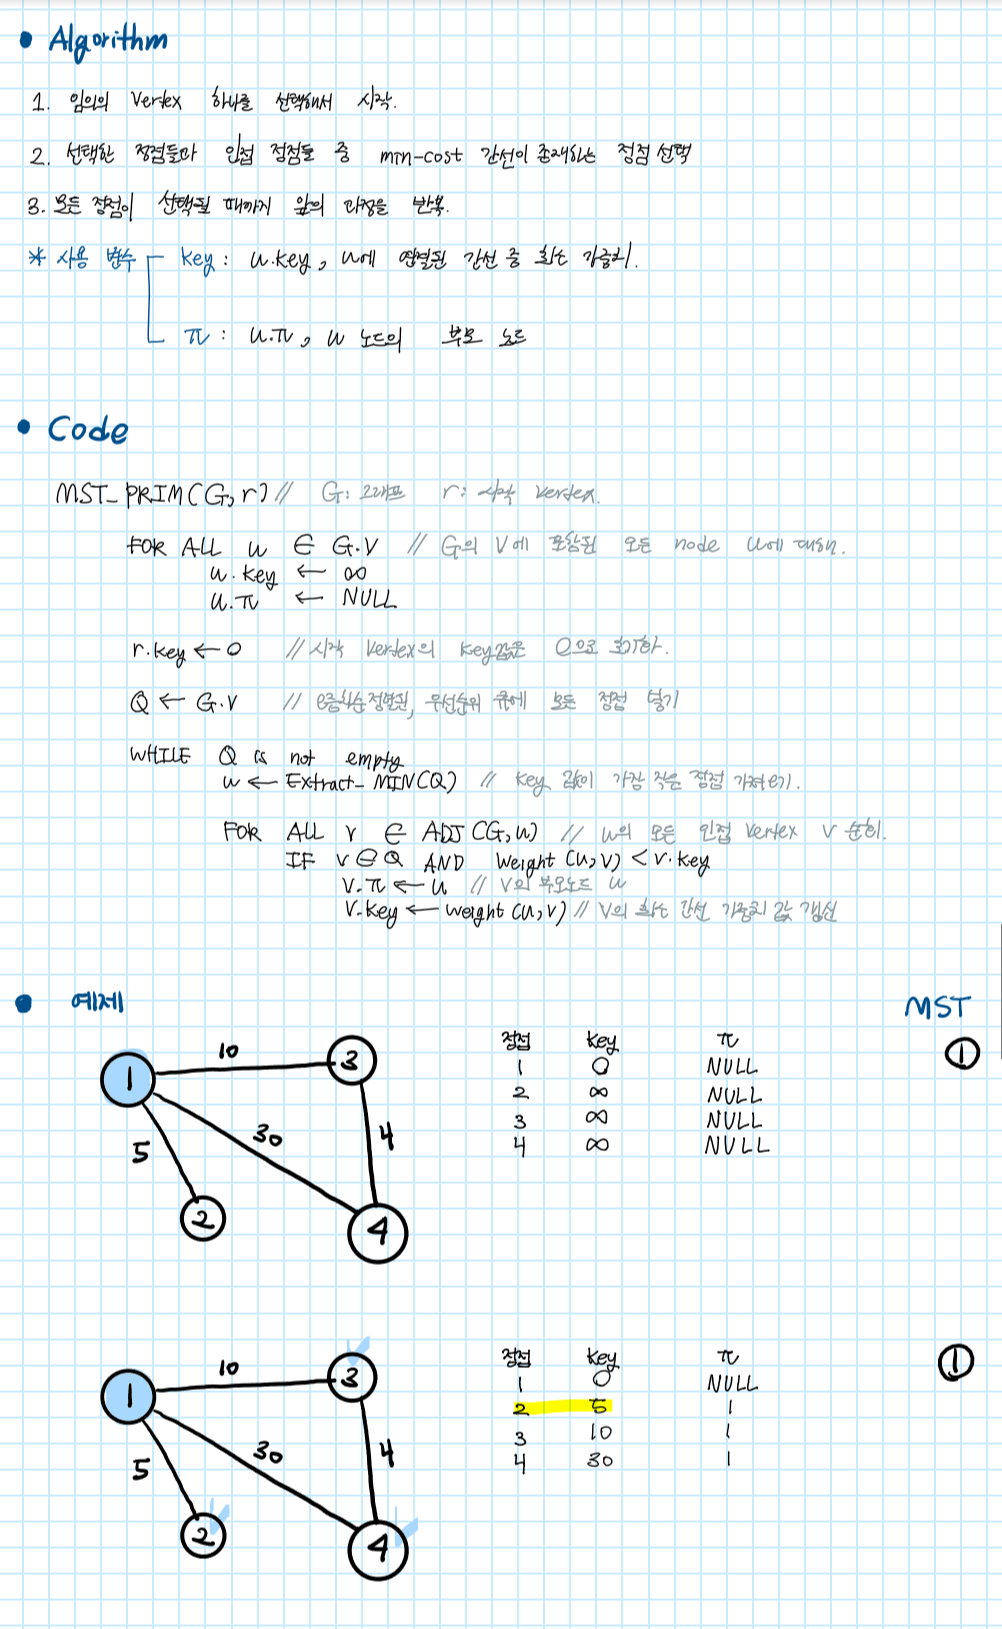 • Algorithm
1. 임의의 Vertex 하나를 선택해서 시작.
2. 선택한 정점들과 인접 정점들 중 min-cost 간선이 존재하는 정점 선택
3. 모든 정점이 선택될 때까지 앞의 과정을 반복.
* 사용 변수 key : u.key, u에 연결된 간선 중 최소 가중치.
π : u.π, u 노드의 부모 노드
• Code
MST_PRIM(G,r) // G: 그래프 r: 시작 vertex.
FOR ALL u ∈ G.V // G의 V에 포함된 모든 node u에 대해.
u.key ← ∞
u.π ← NULL
r.key ← 0 // 시작 vertex의 key값을 0으로 초기화.
Q ← G.V // 정렬된, 우선순위 큐에 모든 정점 넣기
WHILE Q is not empty
u ← Extract_MIN(Q) // key 값이 가장 작은 정점 가져오기.
FOR ALL v ∈ ADJ(G,u) // u의 모든 인접 vertex v 순회.
IF v∈Q AND weight(u,v) < v.key
v.π ← u // v의 부모노드 u
v.key ← weight(u,v) // v의 최소 간선 가중치 값 갱신
• 예제 MST
10
1
3
30
4
5
2
4
정점 key π
1 0 NULL
2 ∞ NULL
3 ∞ NULL
4 ∞ NULL
1
10
1
3
30
4
5
2
4
정점 key π
1 0 NULL
2 5 1
3 10 1
4 30 1
1